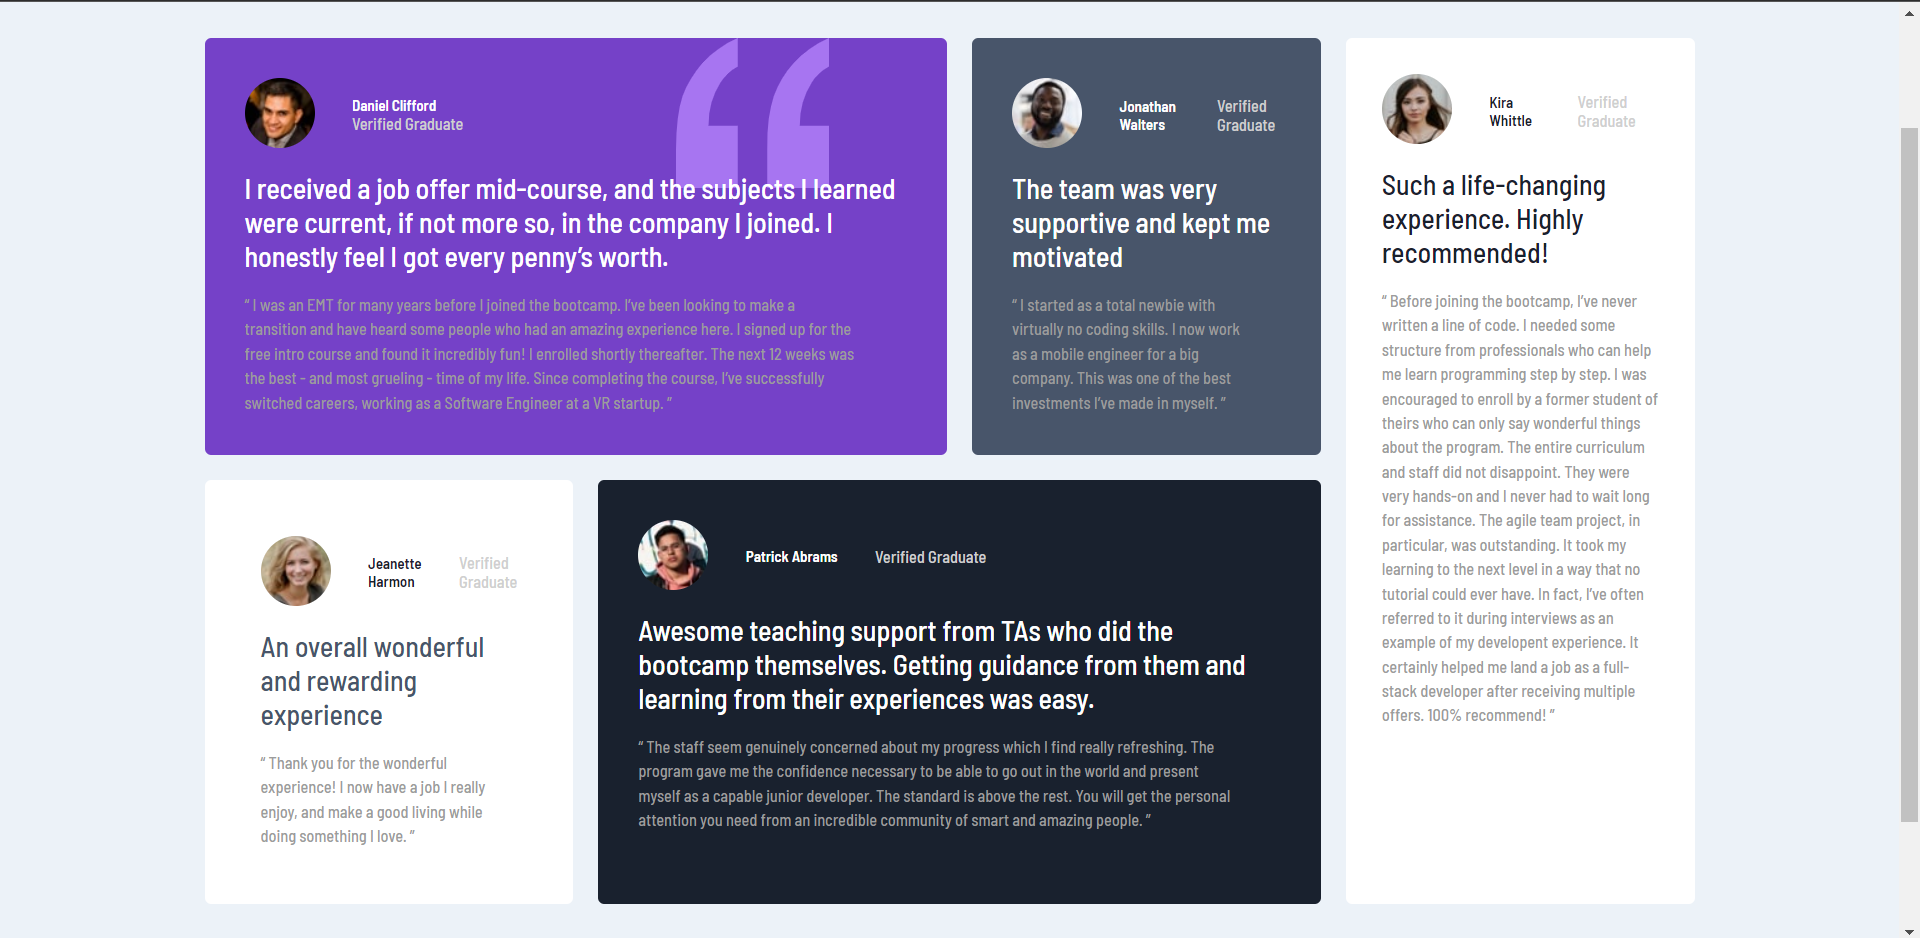 Daniel Clifford
Verified Graduate
I received a job offer mid-course, and the subjects I learned
were current, if not more so, in the company I joined. I
honestly feel I got every penny’s worth.
“ I was an EMT for many years before I joined the bootcamp. I’ve been looking to make a
transition and have heard some people who had an amazing experience here. I signed up for the
free intro course and found it incredibly fun! I enrolled shortly thereafter. The next 12 weeks was
the best - and most grueling - time of my life. Since completing the course, I’ve successfully
switched careers, working as a Software Engineer at a VR startup. ”
Jonathan
Walters
Verified
Graduate
The team was very
supportive and kept me
motivated
“ I started as a total newbie with
virtually no coding skills. I now work
as a mobile engineer for a big
company. This was one of the best
investments I’ve made in myself. ”
Kira
Whittle
Verified
Graduate
Such a life-changing
experience. Highly
recommended!
“ Before joining the bootcamp, I’ve never
written a line of code. I needed some
structure from professionals who can help
me learn programming step by step. I was
encouraged to enroll by a former student of
theirs who can only say wonderful things
about the program. The entire curriculum
and staff did not disappoint. They were
very hands-on and I never had to wait long
for assistance. The agile team project, in
particular, was outstanding. It took my
learning to the next level in a way that no
tutorial could ever have. In fact, I’ve often
referred to it during interviews as an
example of my developent experience. It
certainly helped me land a job as a full-
stack developer after receiving multiple
offers. 100% recommend! ”
Jeanette
Harmon
Verified
Graduate
An overall wonderful
and rewarding
experience
“ Thank you for the wonderful
experience! I now have a job I really
enjoy, and make a good living while
doing something I love. ”
Patrick Abrams
Verified Graduate
Awesome teaching support from TAs who did the
bootcamp themselves. Getting guidance from them and
learning from their experiences was easy.
“ The staff seem genuinely concerned about my progress which I find really refreshing. The
program gave me the confidence necessary to be able to go out in the world and present
myself as a capable junior developer. The standard is above the rest. You will get the personal
attention you need from an incredible community of smart and amazing people. ”